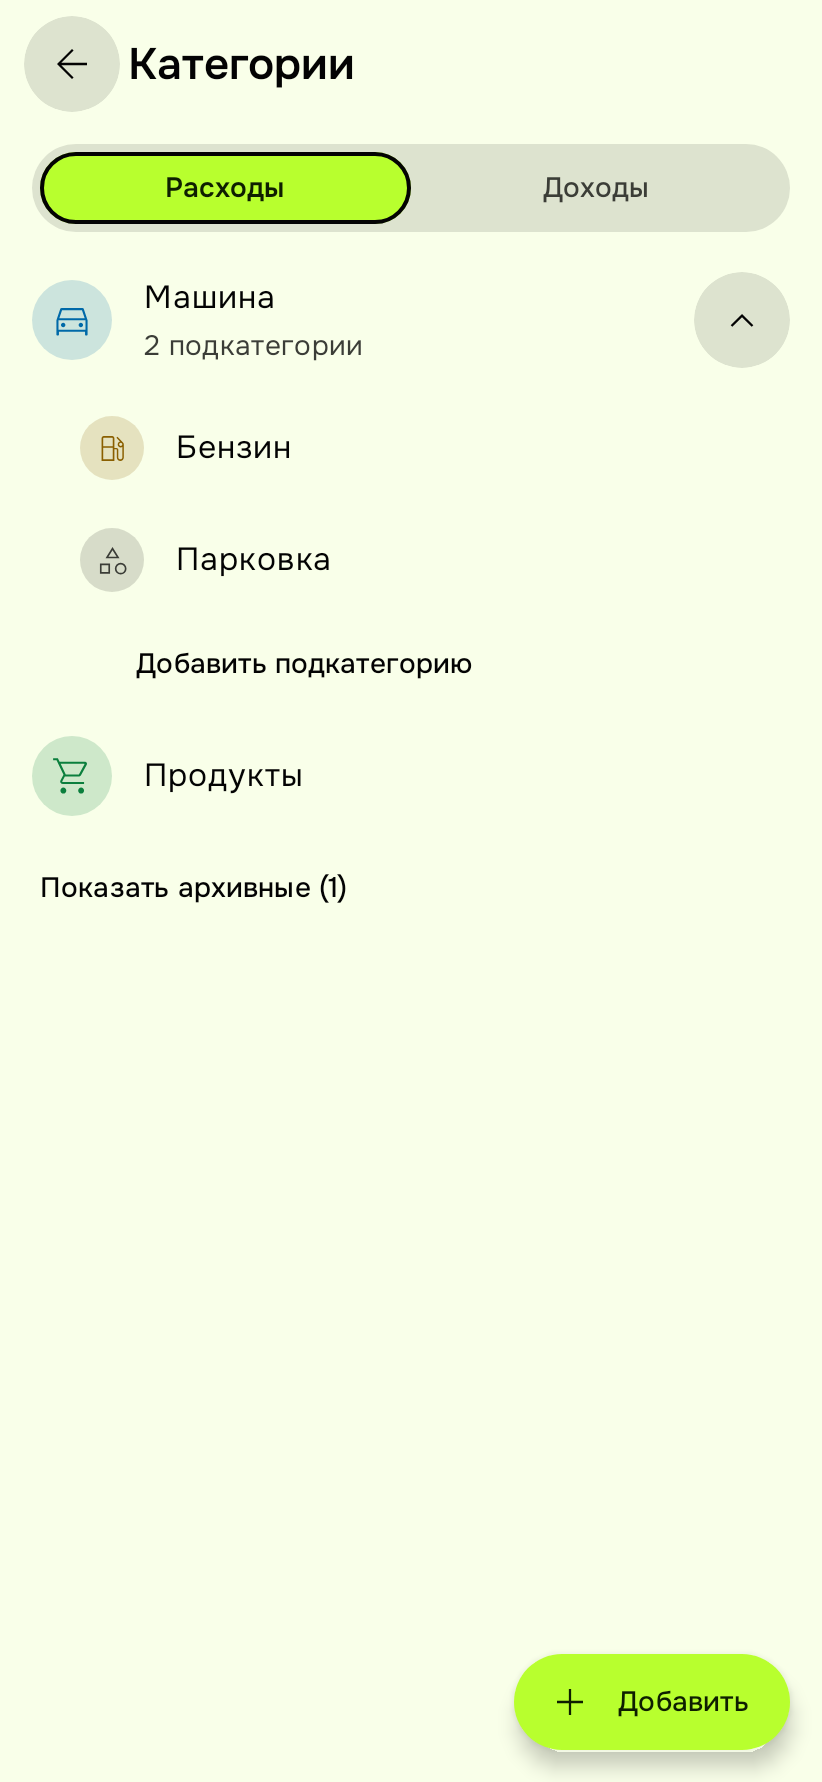 Категории
Расходы
Доходы
Машина
2 подкатегории
Бензин
Парковка
Добавить подкатегорию
Продукты
Показать архивные (1)
Добавить